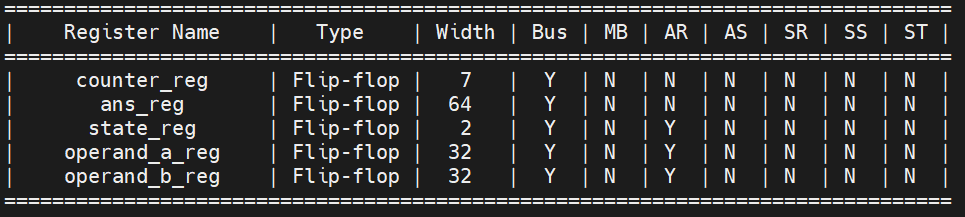 ===============================================================================
|    Register Name    |   Type    | Width | Bus | MB | AR | AS | SR | SS | ST |
===============================================================================
|     counter_reg     | Flip-flop |   7   |  Y  | N  | N  | N  | N  | N  | N  |
|       ans_reg       | Flip-flop |  64   |  Y  | N  | N  | N  | N  | N  | N  |
|      state_reg      | Flip-flop |   2   |  Y  | N  | Y  | N  | N  | N  | N  |
|    operand_a_reg    | Flip-flop |  32   |  Y  | N  | Y  | N  | N  | N  | N  |
|    operand_b_reg    | Flip-flop |  32   |  Y  | N  | Y  | N  | N  | N  | N  |
===============================================================================